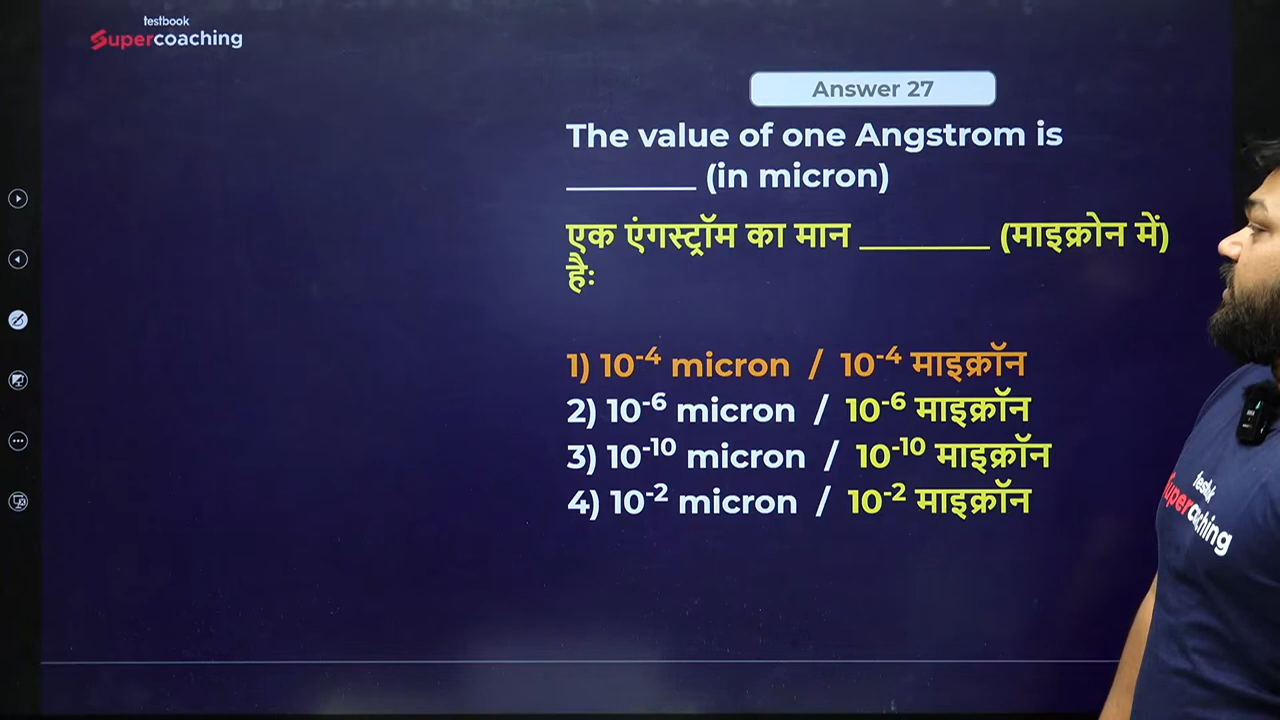 testbook
Supercoaching
Answer 27
The value of one Angstrom is
________ (in micron)
एक एंगस्ट्रॉम का मान ________ (माइक्रोन में)
है:
1) 10⁻⁴ micron / 10⁻⁴ माइक्रॉन
2) 10⁻⁶ micron / 10⁻⁶ माइक्रॉन
3) 10⁻¹⁰ micron / 10⁻¹⁰ माइक्रॉन
4) 10⁻² micron / 10⁻² माइक्रॉन
testbk
Supercoaching